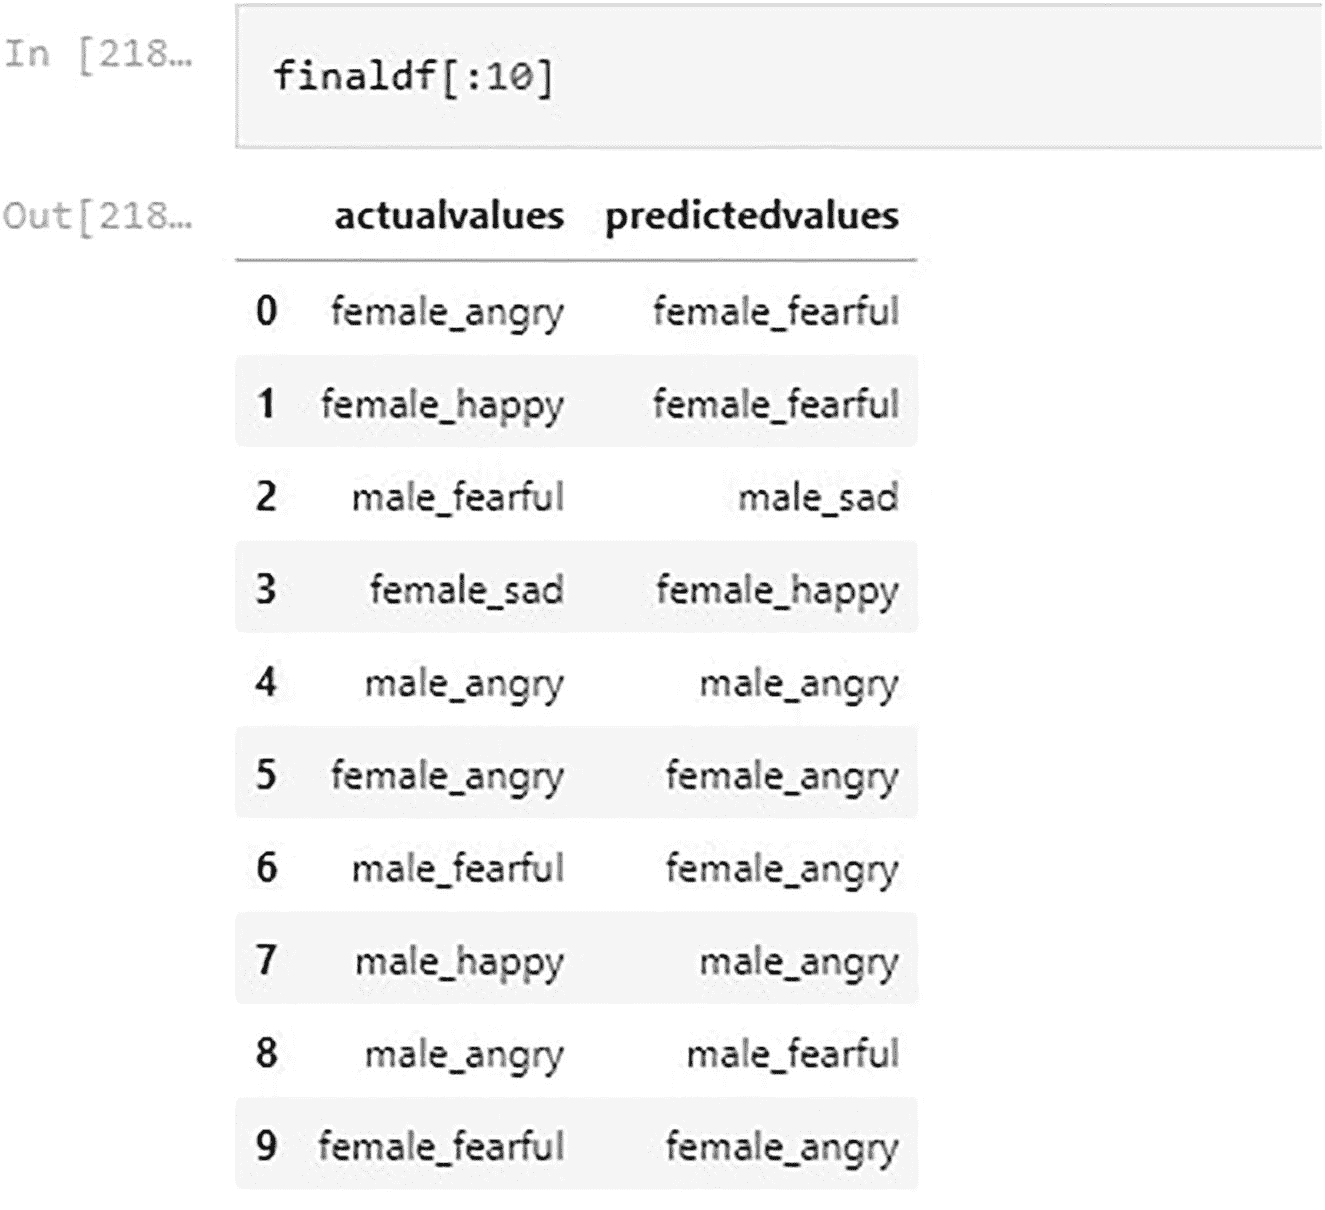 In [218…
finaldf[:10]
Out[218…
actualvalues predictedvalues
0 female_angry female_fearful
1 female_happy female_fearful
2 male_fearful male_sad
3 female_sad female_happy
4 male_angry male_angry
5 female_angry female_angry
6 male_fearful female_angry
7 male_happy male_angry
8 male_angry male_fearful
9 female_fearful female_angry